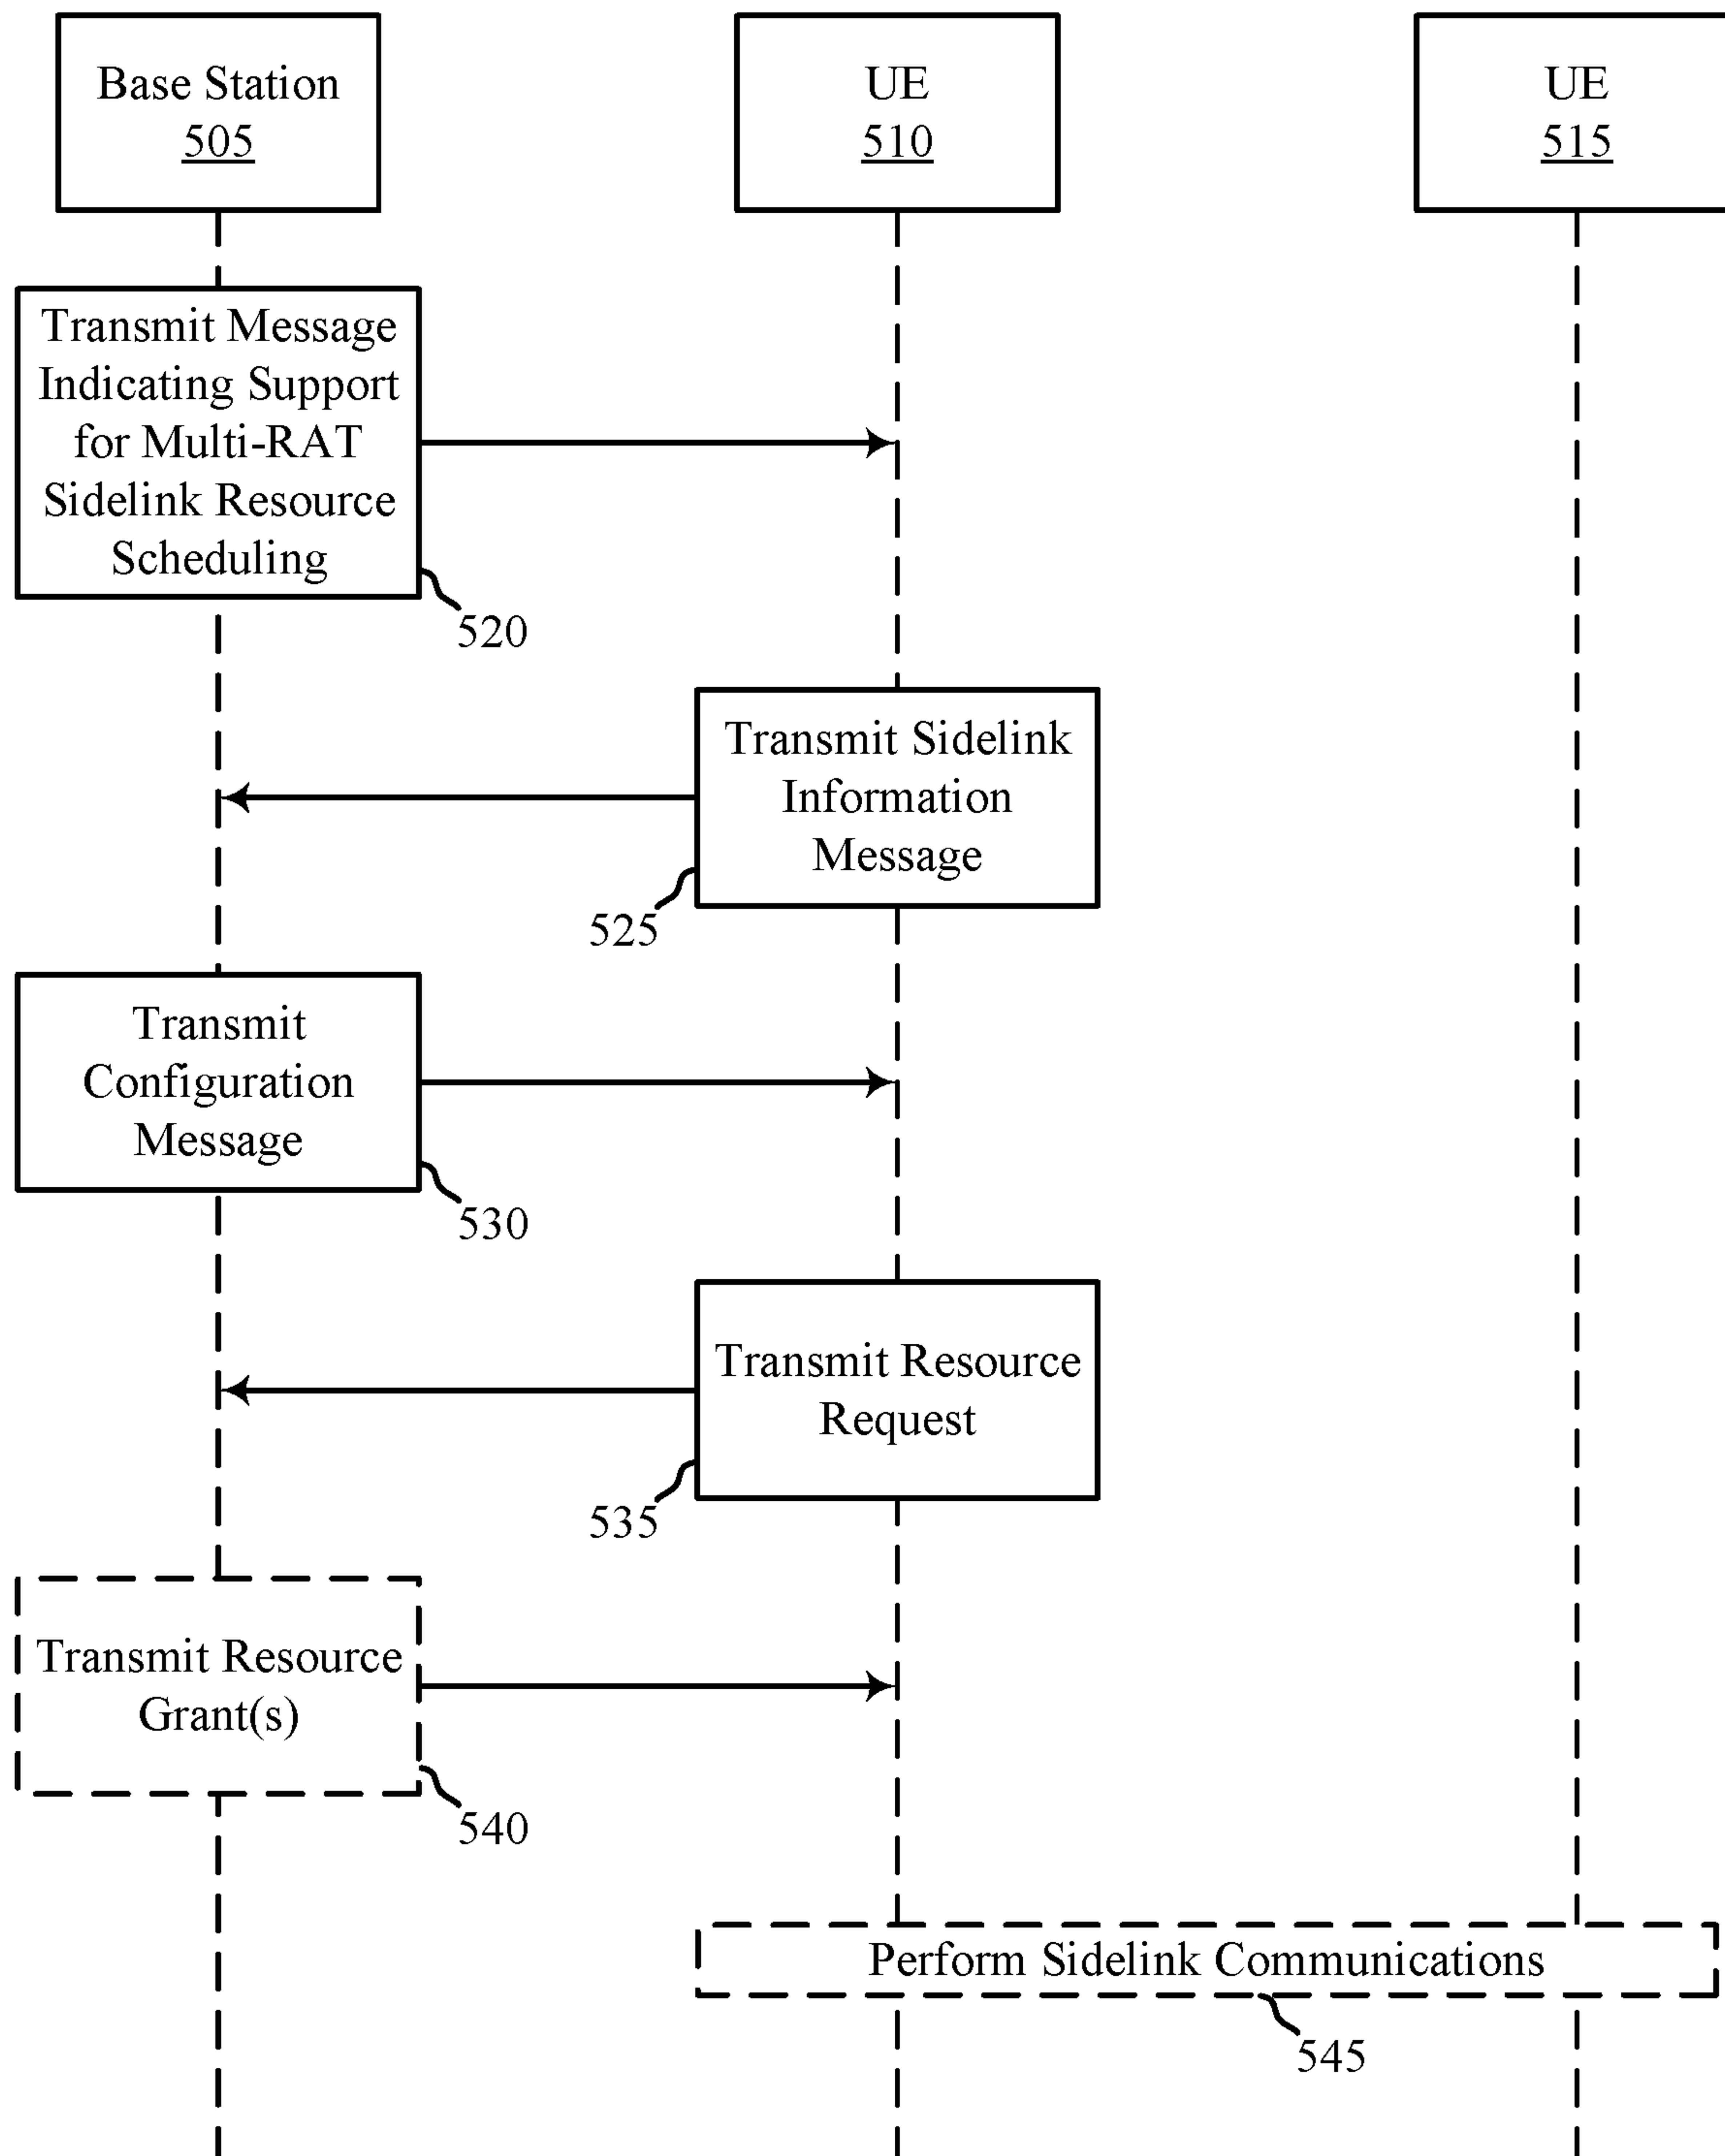 Base Station
505
UE
510
UE
515
Transmit Message
Indicating Support
for Multi-RAT
Sidelink Resource
Scheduling
520
Transmit Sidelink
Information
Message
525
Transmit
Configuration
Message
530
Transmit Resource
Request
535
Transmit Resource
Grant(s)
540
Perform Sidelink Communications
545